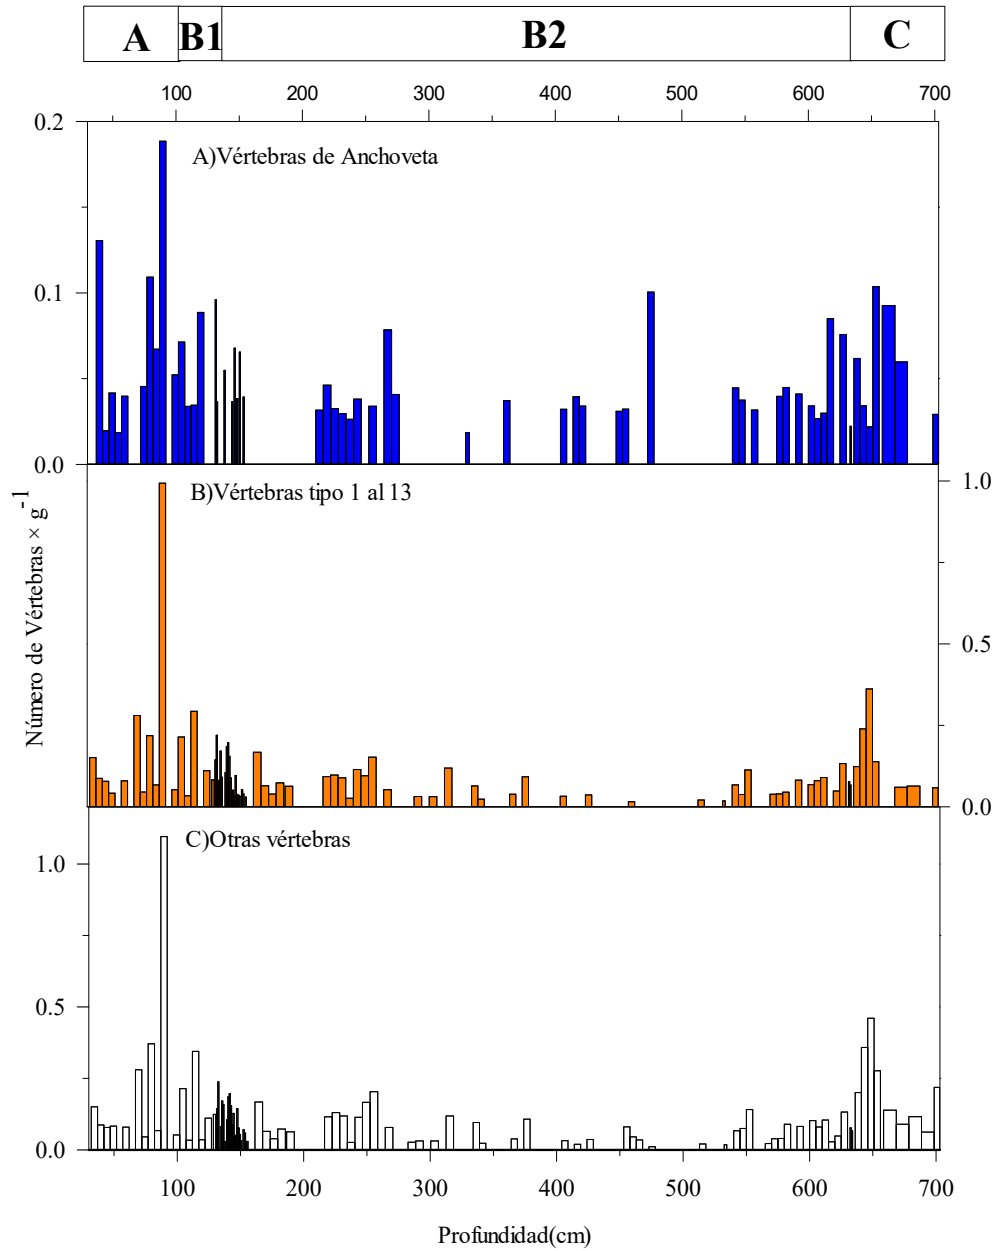 A B1 B2 C
100 200 300 400 500 600 700
0.2
A)Vértebras de Anchoveta
0.1
0.0
B)Vértebras tipo 1 al 13
1.0
0.5
0.0
Número de Vértebras × g-1
C)Otras vértebras
1.0
0.5
0.0
100 200 300 400 500 600 700
Profundidad(cm)